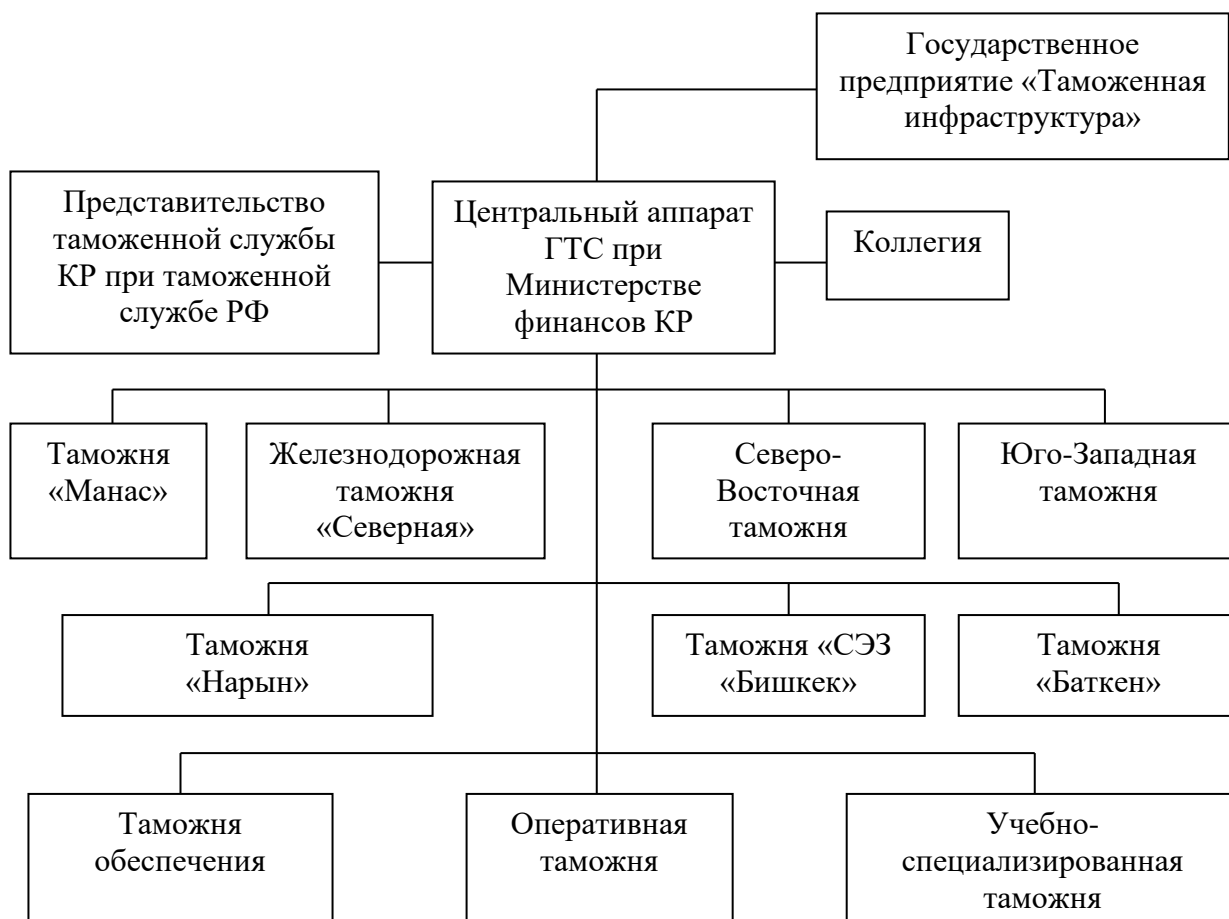 Государственное
предприятие «Таможенная
инфраструктура»
Представительство
таможенной службы
КР при таможенной
службе РФ
Центральный аппарат
ГТС при
Министерстве
финансов КР
Коллегия
Таможня
«Манас»
Железнодорожная
таможня
«Северная»
Северо-
Восточная
таможня
Юго-Западная
таможня
Таможня
«Нарын»
Таможня «СЭЗ
«Бишкек»
Таможня
«Баткен»
Таможня
обеспечения
Оперативная
таможня
Учебно-
специализированная
таможня